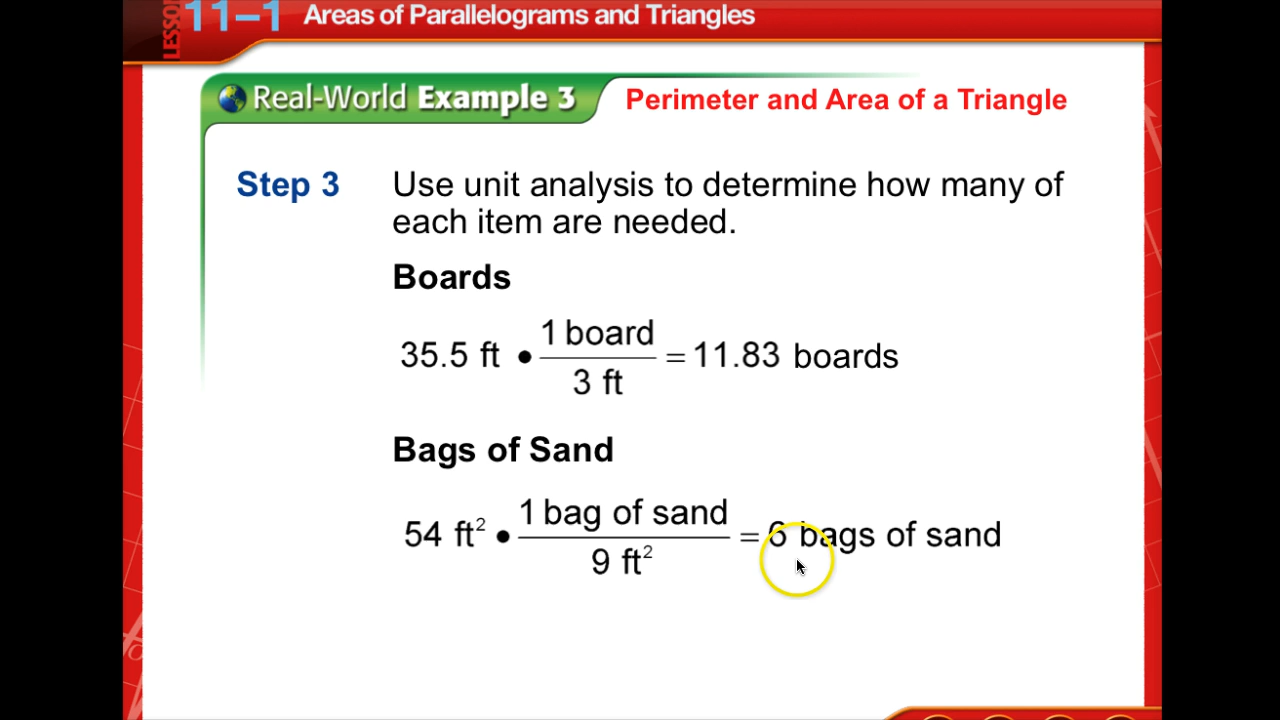 LESSON 11–1 Areas of Parallelograms and Triangles
Real-World Example 3 Perimeter and Area of a Triangle
Step 3 Use unit analysis to determine how many of
each item are needed.
Boards
35.5 ft • 1 board / 3 ft = 11.83 boards
Bags of Sand
54 ft² • 1 bag of sand / 9 ft² = 6 bags of sand